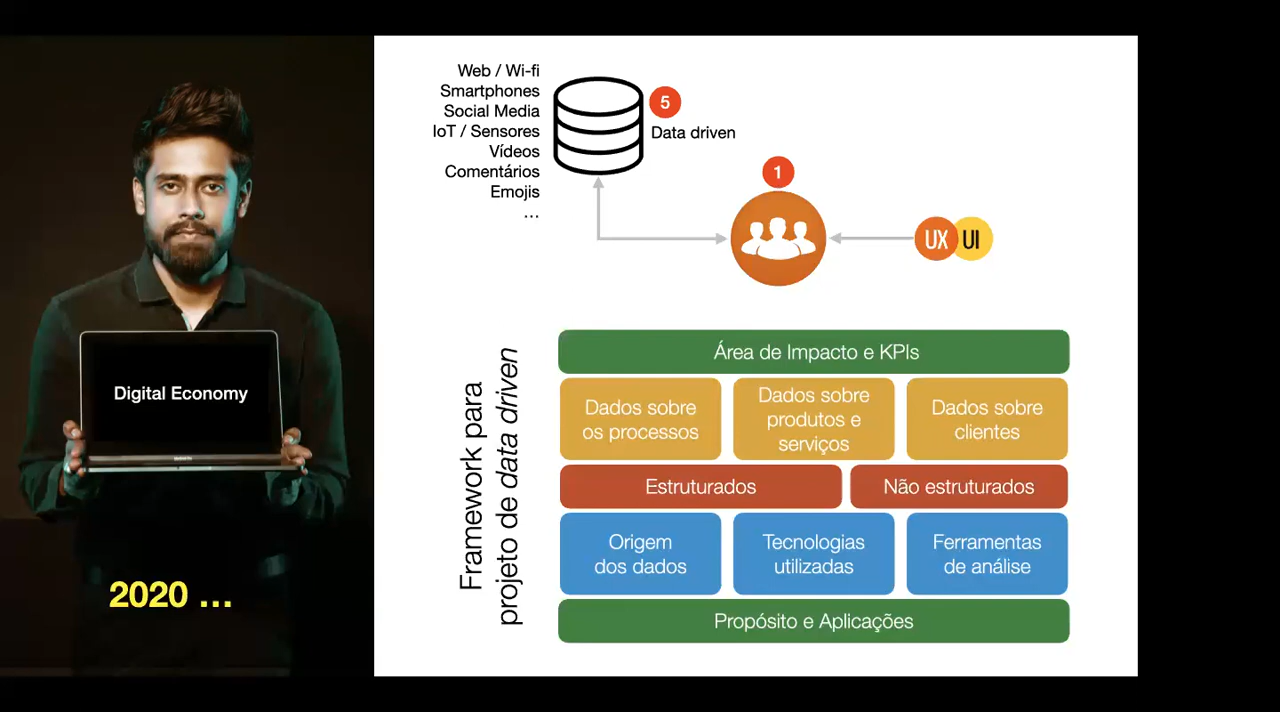 Digital Economy
2020 ...
Web / Wi-fi
Smartphones
Social Media
IoT / Sensores
Vídeos
Comentários
Emojis
...
5
Data driven
1
UX UI
Framework para
projeto de data driven
Área de Impacto e KPIs
Dados sobre
os processos
Dados sobre
produtos e
serviços
Dados sobre
clientes
Estruturados
Não estruturados
Origem
dos dados
Tecnologias
utilizadas
Ferramentas
de análise
Propósito e Aplicações